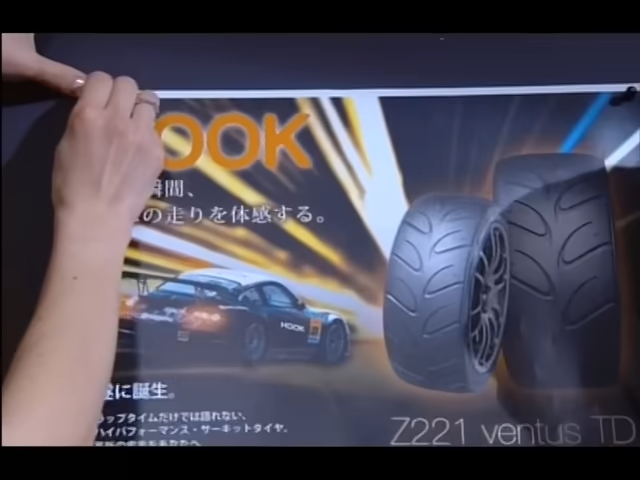 OOK
瞬間、
の走りを体感する。
HOOK
遂に誕生。
ラップタイムだけでは語れない、
ハイパフォーマンス・サーキットタイヤ。
Z221 ventus TD